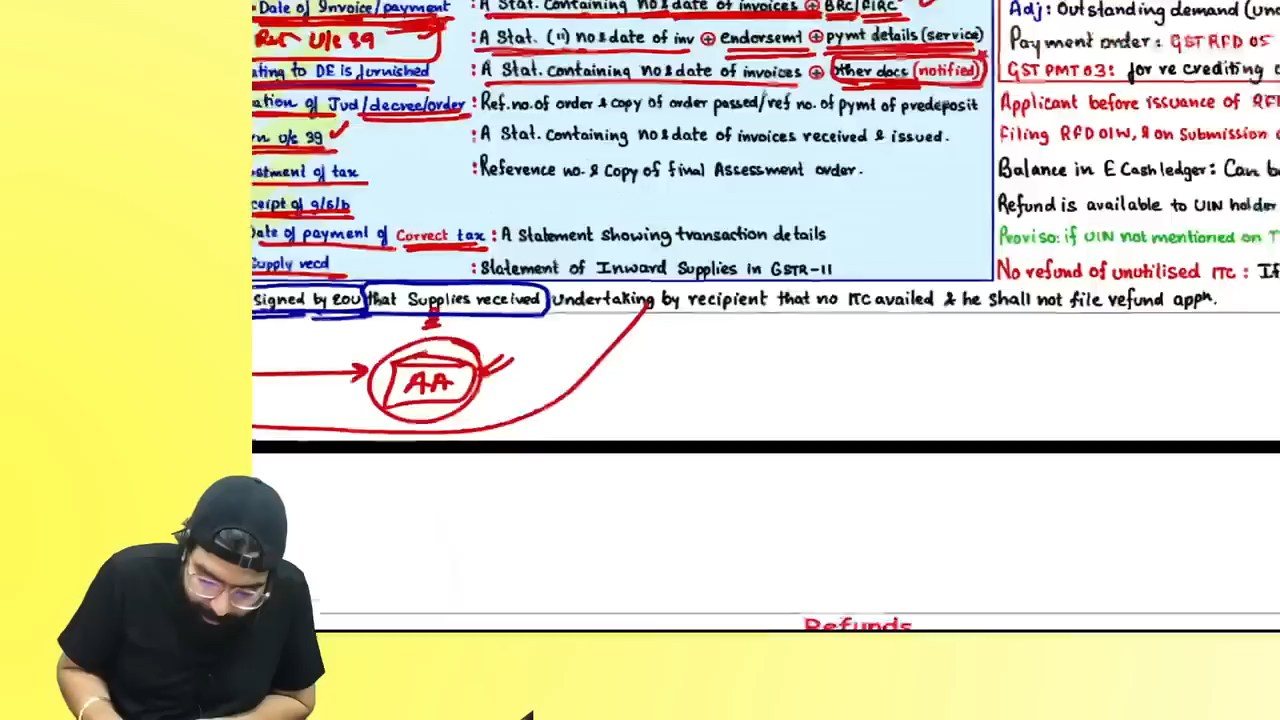 Date of Invoice/payment : A Stat. Containing no & date of invoices ⊕ BRC/FIRC
Ret U/s 39 : A Stat. (") no & date of inv ⊕ endorsemt ⊕ pymt details (service)
ating to DE is furnished : A Stat. containing no & date of invoices ⊕ other docs (notified)
ation of Jud/decree/order : Ref. no. of order & copy of order passed/ref no. of pymt of predeposit
rn U/s 39 : A Stat. containing no & date of invoices received & issued.
stment of tax : Reference no. & Copy of final Assessment order.
ceipt of g/s/b
Date of payment of Correct tax : A Statement showing transaction details
Supply recd : Statement of Inward Supplies in GSTR-11
signed by ZOU that Supplies received undertaking by recipient that no ITC availed & he shall not file refund appn.
AA
Adj: Outstanding demand (un
Payment order: GST RFD 05
GST PMT 03: for re crediting
Applicant before issuance of RF
Filing RFD 01W, & on Submission
Balance in E Cash ledger: Can b
Refund is available to UIN holder
Proviso: if UIN not mentioned on T
No refund of unutilised ITC : If
Refunds